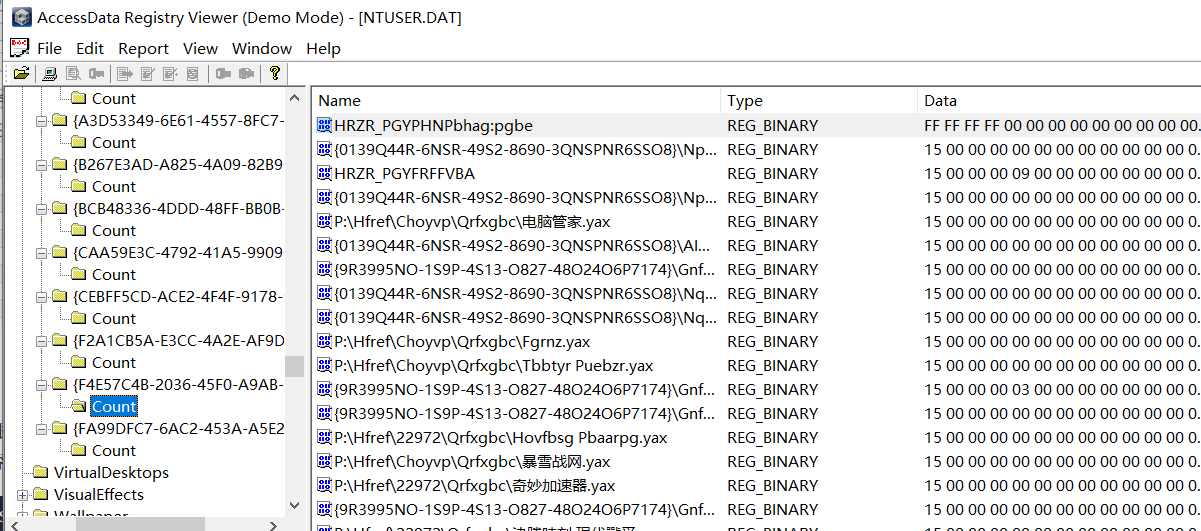 AccessData Registry Viewer (Demo Mode) - [NTUSER.DAT]
File Edit Report View Window Help
Count
{A3D53349-6E61-4557-8FC7-
Count
{B267E3AD-A825-4A09-82B9
Count
{BCB48336-4DDD-48FF-BB0B-
Count
{CAA59E3C-4792-41A5-9909
Count
{CEBFF5CD-ACE2-4F4F-9178-
Count
{F2A1CB5A-E3CC-4A2E-AF9D
Count
{F4E57C4B-2036-45F0-A9AB-
Count
{FA99DFC7-6AC2-453A-A5E2
Count
VirtualDesktops
VisualEffects
Wallpaper
Name Type Data
HRZR_PGYPHNPbhag:pgbe REG_BINARY FF FF FF FF 00 00 00 00 00 00 00 00 00.
{0139Q44R-6NSR-49S2-8690-3QNSPNR6SSO8}\Np... REG_BINARY 15 00 00 00 00 00 00 00 00 00 00 00 0.
HRZR_PGYFRFFVBA REG_BINARY 15 00 00 00 09 00 00 00 00 00 00 00 0.
{0139Q44R-6NSR-49S2-8690-3QNSPNR6SSO8}\Np... REG_BINARY 15 00 00 00 00 00 00 00 00 00 00 00 0.
P:\Hfref\Choyvp\Qrfxgbc\电脑管家.yax REG_BINARY 15 00 00 00 00 00 00 00 00 00 00 00 0.
{0139Q44R-6NSR-49S2-8690-3QNSPNR6SSO8}\Al... REG_BINARY 15 00 00 00 00 00 00 00 00 00 00 00 0.
{9R3995NO-1S9P-4S13-O827-48O24O6P7174}\Gnf... REG_BINARY 15 00 00 00 00 00 00 00 00 00 00 00 0.
{0139Q44R-6NSR-49S2-8690-3QNSPNR6SSO8}\Nq... REG_BINARY 15 00 00 00 00 00 00 00 00 00 00 00 0.
{0139Q44R-6NSR-49S2-8690-3QNSPNR6SSO8}\Nq... REG_BINARY 15 00 00 00 00 00 00 00 00 00 00 00 0.
P:\Hfref\Choyvp\Qrfxgbc\Fgrnz.yax REG_BINARY 15 00 00 00 00 00 00 00 00 00 00 00 0.
P:\Hfref\Choyvp\Qrfxgbc\Tbbtyr Puebzr.yax REG_BINARY 15 00 00 00 00 00 00 00 00 00 00 00 0.
{9R3995NO-1S9P-4S13-O827-48O24O6P7174}\Gnf... REG_BINARY 15 00 00 00 03 00 00 00 00 00 00 00 0.
{9R3995NO-1S9P-4S13-O827-48O24O6P7174}\Gnf... REG_BINARY 15 00 00 00 00 00 00 00 00 00 00 00 0.
P:\Hfref\22972\Qrfxgbc\Hovfbsg Pbaarpg.yax REG_BINARY 15 00 00 00 00 00 00 00 00 00 00 00 0.
P:\Hfref\Choyvp\Qrfxgbc\暴雪战网.yax REG_BINARY 15 00 00 00 00 00 00 00 00 00 00 00 0.
P:\Hfref\22972\Qrfxgbc\奇妙加速器.yax REG_BINARY 15 00 00 00 00 00 00 00 00 00 00 00 0.
{9R3995NO-1S9P-4S13-O827-48O24O6P7174}\Gnf... REG_BINARY 15 00 00 00 00 00 00 00 00 00 00 00 0.